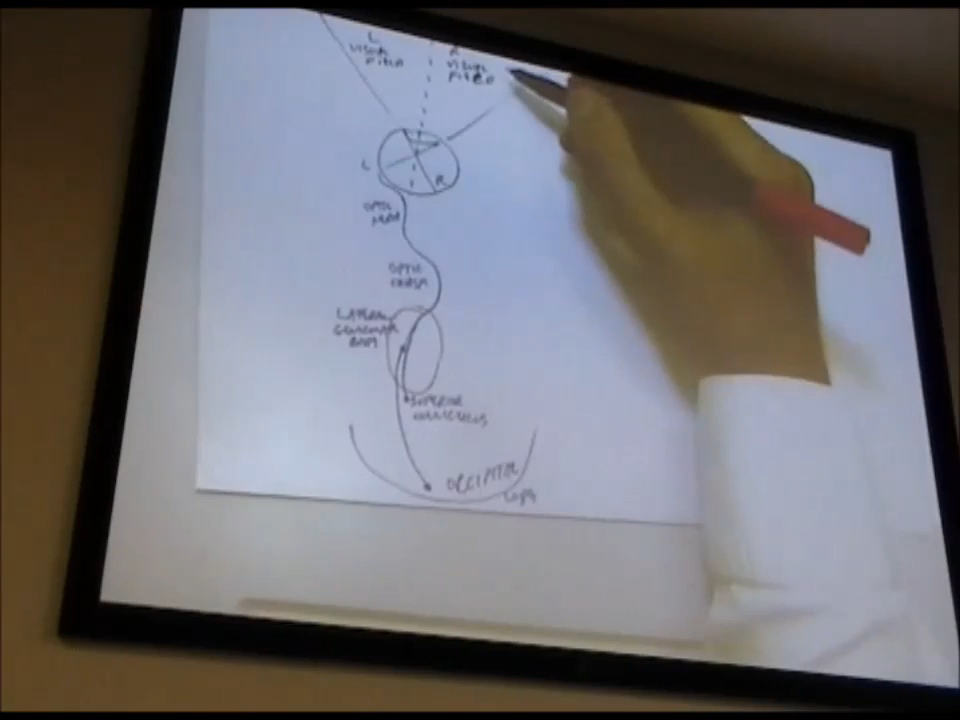 L
VISUAL
FIELD
R
VISUAL
FIELD
L
R
OPTIC
NERVE
OPTIC
CHIASM
LATERAL
GENICULATE
BODY
SUPERIOR
COLLICULUS
OCCIPITAL
LOBE